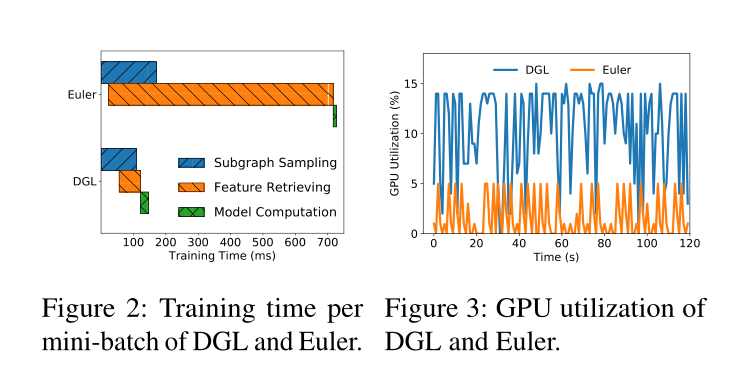 Euler
DGL
Subgraph Sampling
Feature Retrieving
Model Computation
100 200 300 400 500 600 700
Training Time (ms)
Figure 2: Training time per
mini-batch of DGL and Euler.
DGL Euler
15
10
5
0
GPU Utilization (%)
0 20 40 60 80 100 120
Time (s)
Figure 3: GPU utilization of
DGL and Euler.